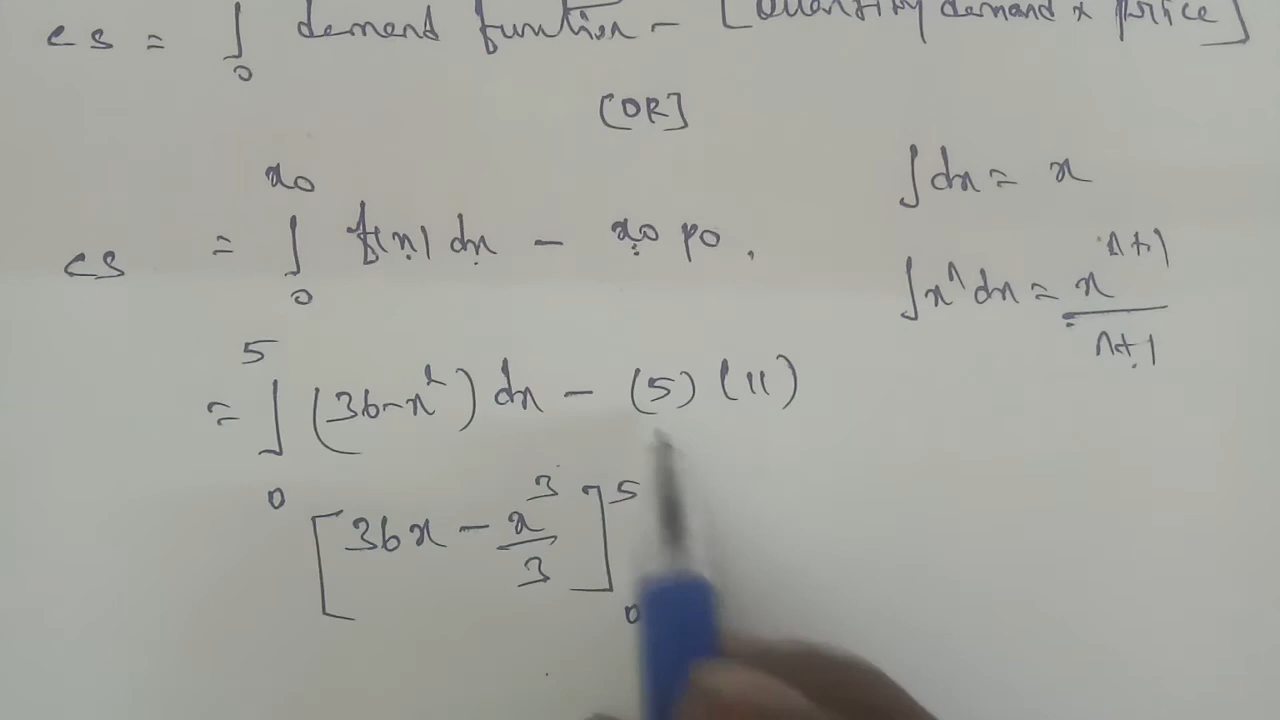 CS = ∫₀ demand function - [Quantity demand x price]
[OR]
CS = ∫₀^x₀ f(x) dx - x₀ p₀.
∫dx = x
∫xⁿ dx = xⁿ⁺¹/n+1
= ∫₀⁵ (36-x²) dx - (5) (11)
[36x - x³/3]₀⁵